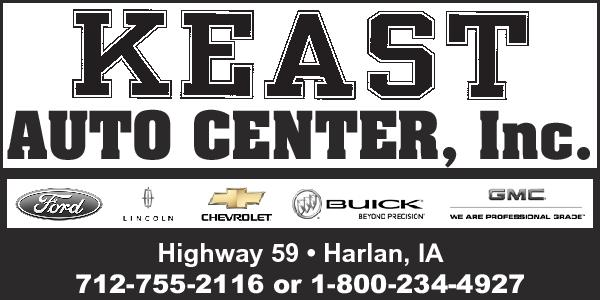 KEAST
AUTO CENTER, Inc.
Ford LINCOLN CHEVROLET BUICK BEYOND PRECISION GMC WE ARE PROFESSIONAL GRADE
Highway 59 • Harlan, IA
712-755-2116 or 1-800-234-4927